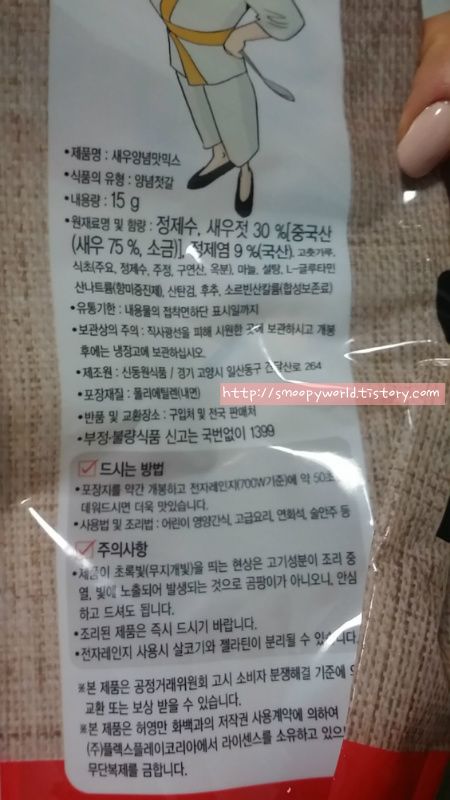 •제품명 : 새우양념맛믹스
•식품의 유형 : 양념젓갈
•내용량 : 15 g
•원재료명 및 함량 : 정제수, 새우젓 30 %[중국산
(새우 75 %, 소금)], 정제염 9 %(국산), 고춧가루,
식초(주요, 정제수, 주정, 구연산, 옥분), 마늘, 설탕, L-글루타민
산나트륨(향미증진제), 산탄검, 후추, 소르빈산칼륨(합성보존료)
•유통기한 : 내용물의 접착면하단 표시일까지
•보관상의 주의 : 직사광선을 피해 시원한 곳에 보관하시고 개봉
후에는 냉장고에 보관하십시오.
•제조원 : 신동원식품 / 경기 고양시 일산동구 견달산로 264
•포장재질 : 폴리에틸렌(내면)
http://smoopyworld.tistory.com
•반품 및 교환장소 : 구입처 및 전국 판매처
•부정·불량식품 신고는 국번없이 1399
드시는 방법
•포장지를 약간 개봉하고 전자레인지(700W기준)에 약 50초
데워드시면 더욱 맛있습니다.
•사용법 및 조리법 : 어린이 영양간식, 고급요리, 연회석, 술안주 등
주의사항
•제품이 초록빛(무지개빛)을 띄는 현상은 고기성분이 조리 중
열, 빛에 노출되어 발생되는 것으로 곰팡이가 아니오니, 안심
하고 드셔도 됩니다.
•조리된 제품은 즉시 드시기 바랍니다.
•전자레인지 사용시 살코기와 젤라틴이 분리될 수 있습니다.
※본 제품은 공정거래위원회 고시 소비자 분쟁해결 기준에
교환 또는 보상 받을 수 있습니다.
※본 제품은 허영만 화백과의 저작권 사용계약에 의하여
(주)플렉스플레이코리아에서 라이센스를 소유하고 있으
무단복제를 금합니다.